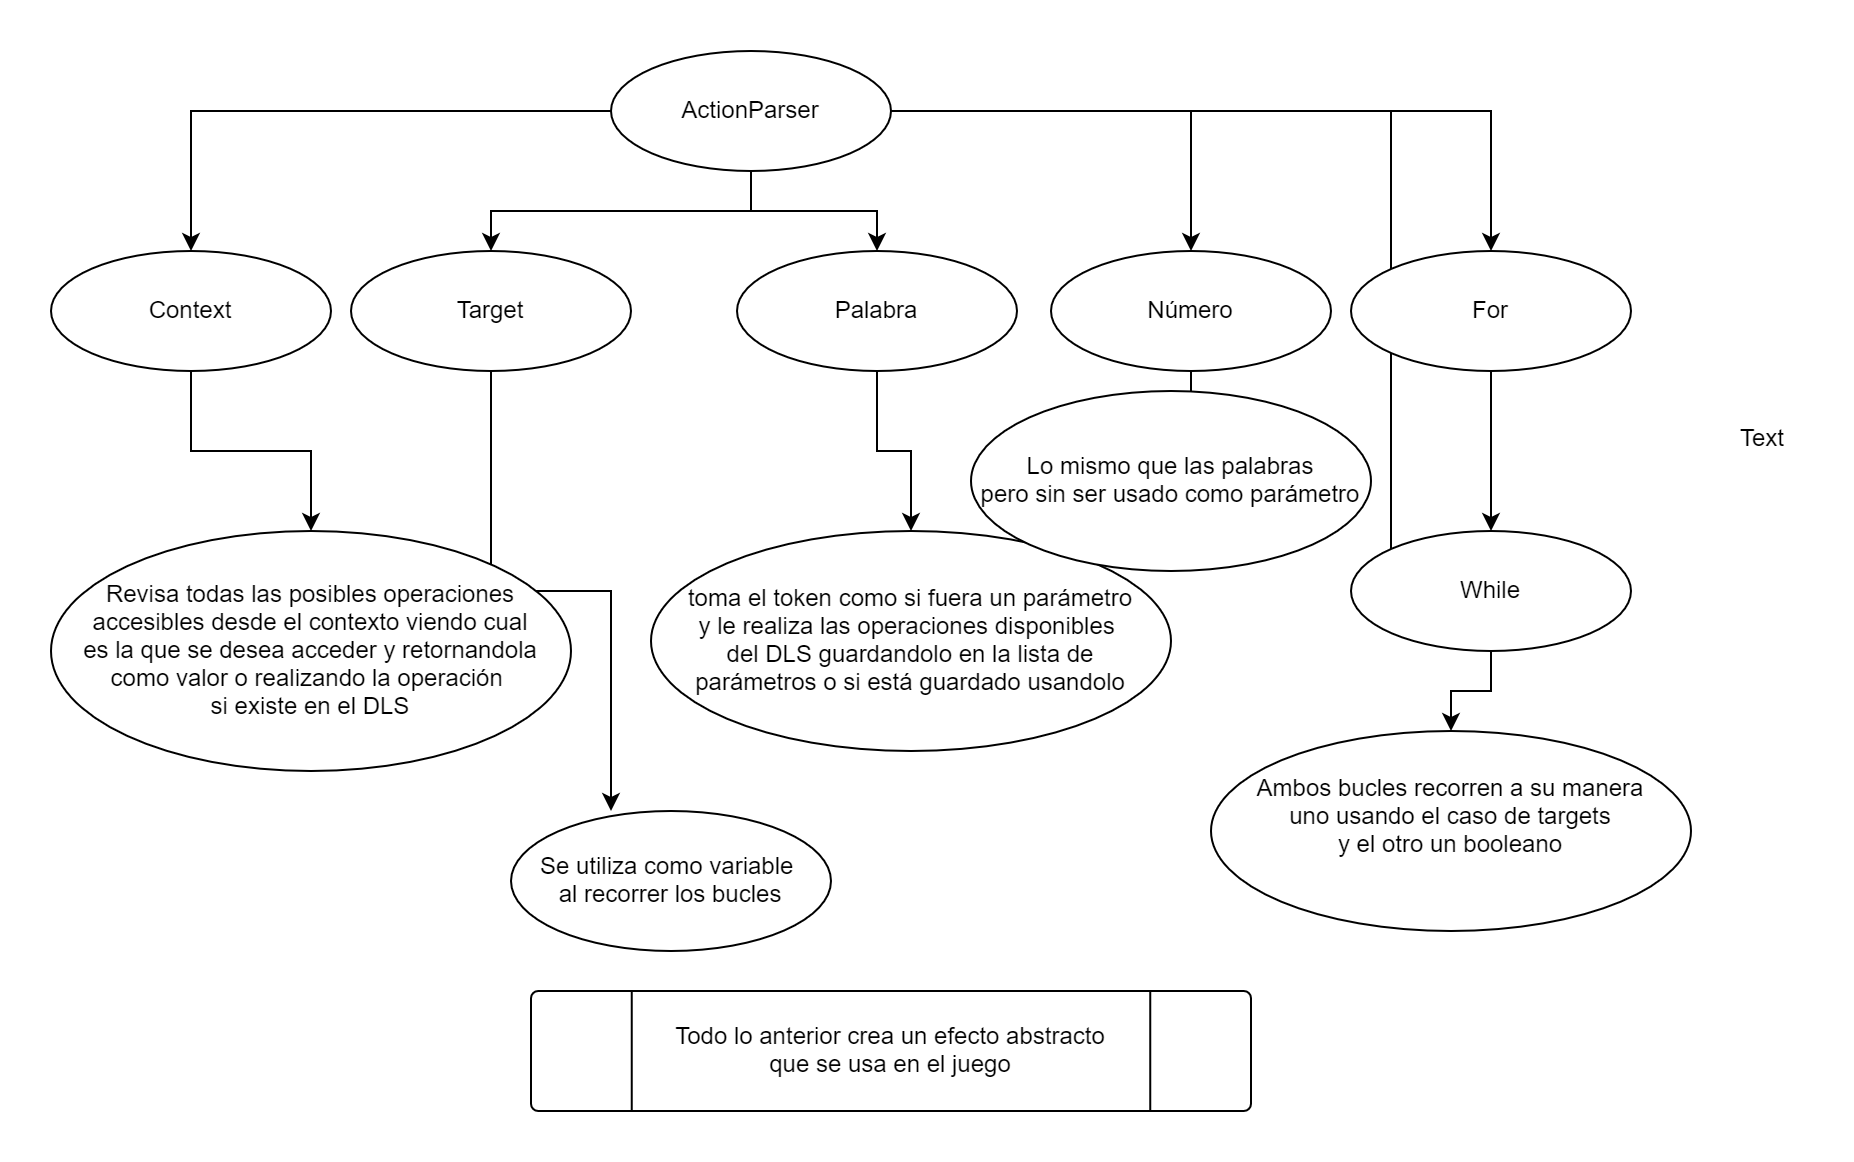 ActionParser
Context
Target
Palabra
Número
For
Text
Lo mismo que las palabras
pero sin ser usado como parámetro
Revisa todas las posibles operaciones
accesibles desde el contexto viendo cual
es la que se desea acceder y retornandola
como valor o realizando la operación
si existe en el DLS
toma el token como si fuera un parámetro
y le realiza las operaciones disponibles
del DLS guardandolo en la lista de
parámetros o si está guardado usandolo
While
Ambos bucles recorren a su manera
uno usando el caso de targets
y el otro un booleano
Se utiliza como variable
al recorrer los bucles
Todo lo anterior crea un efecto abstracto
que se usa en el juego